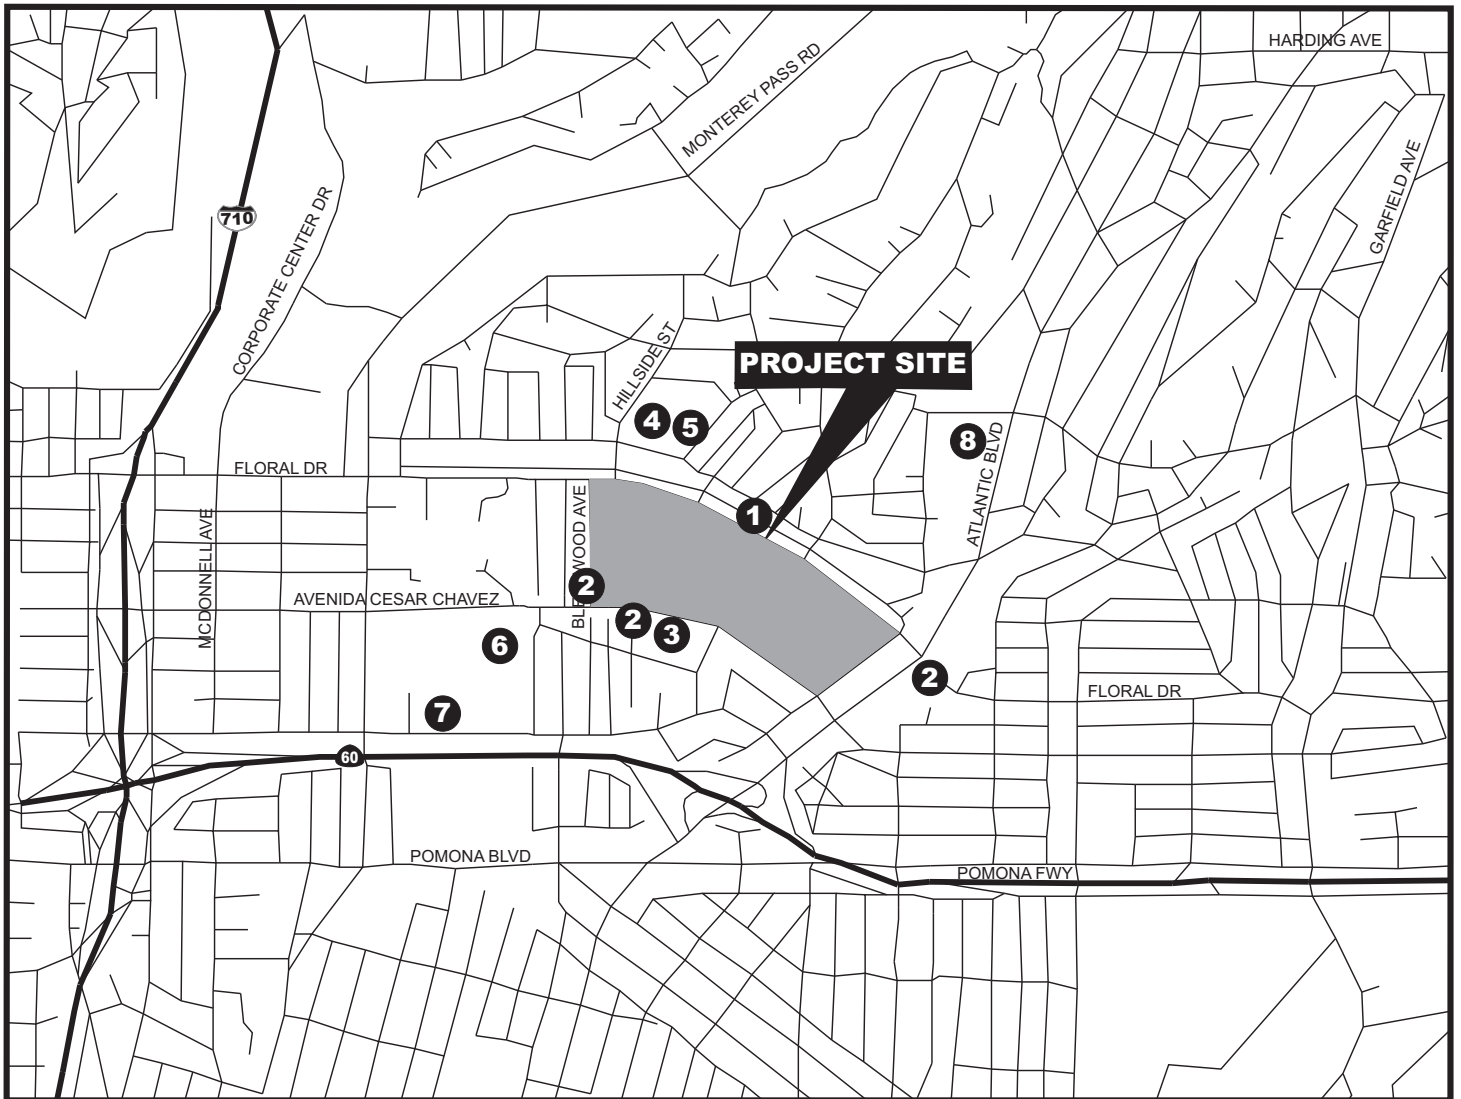 HARDING AVE
MONTEREY PASS RD
GARFIELD AVE
710
CORPORATE CENTER DR
HILLSIDE ST
PROJECT SITE
4
5
8
ATLANTIC BLVD
FLORAL DR
1
MCDONNELL AVE
WOOD AVE
2
AVENIDA CESAR CHAVEZ
2
3
6
2
FLORAL DR
7
60
POMONA BLVD
POMONA FWY